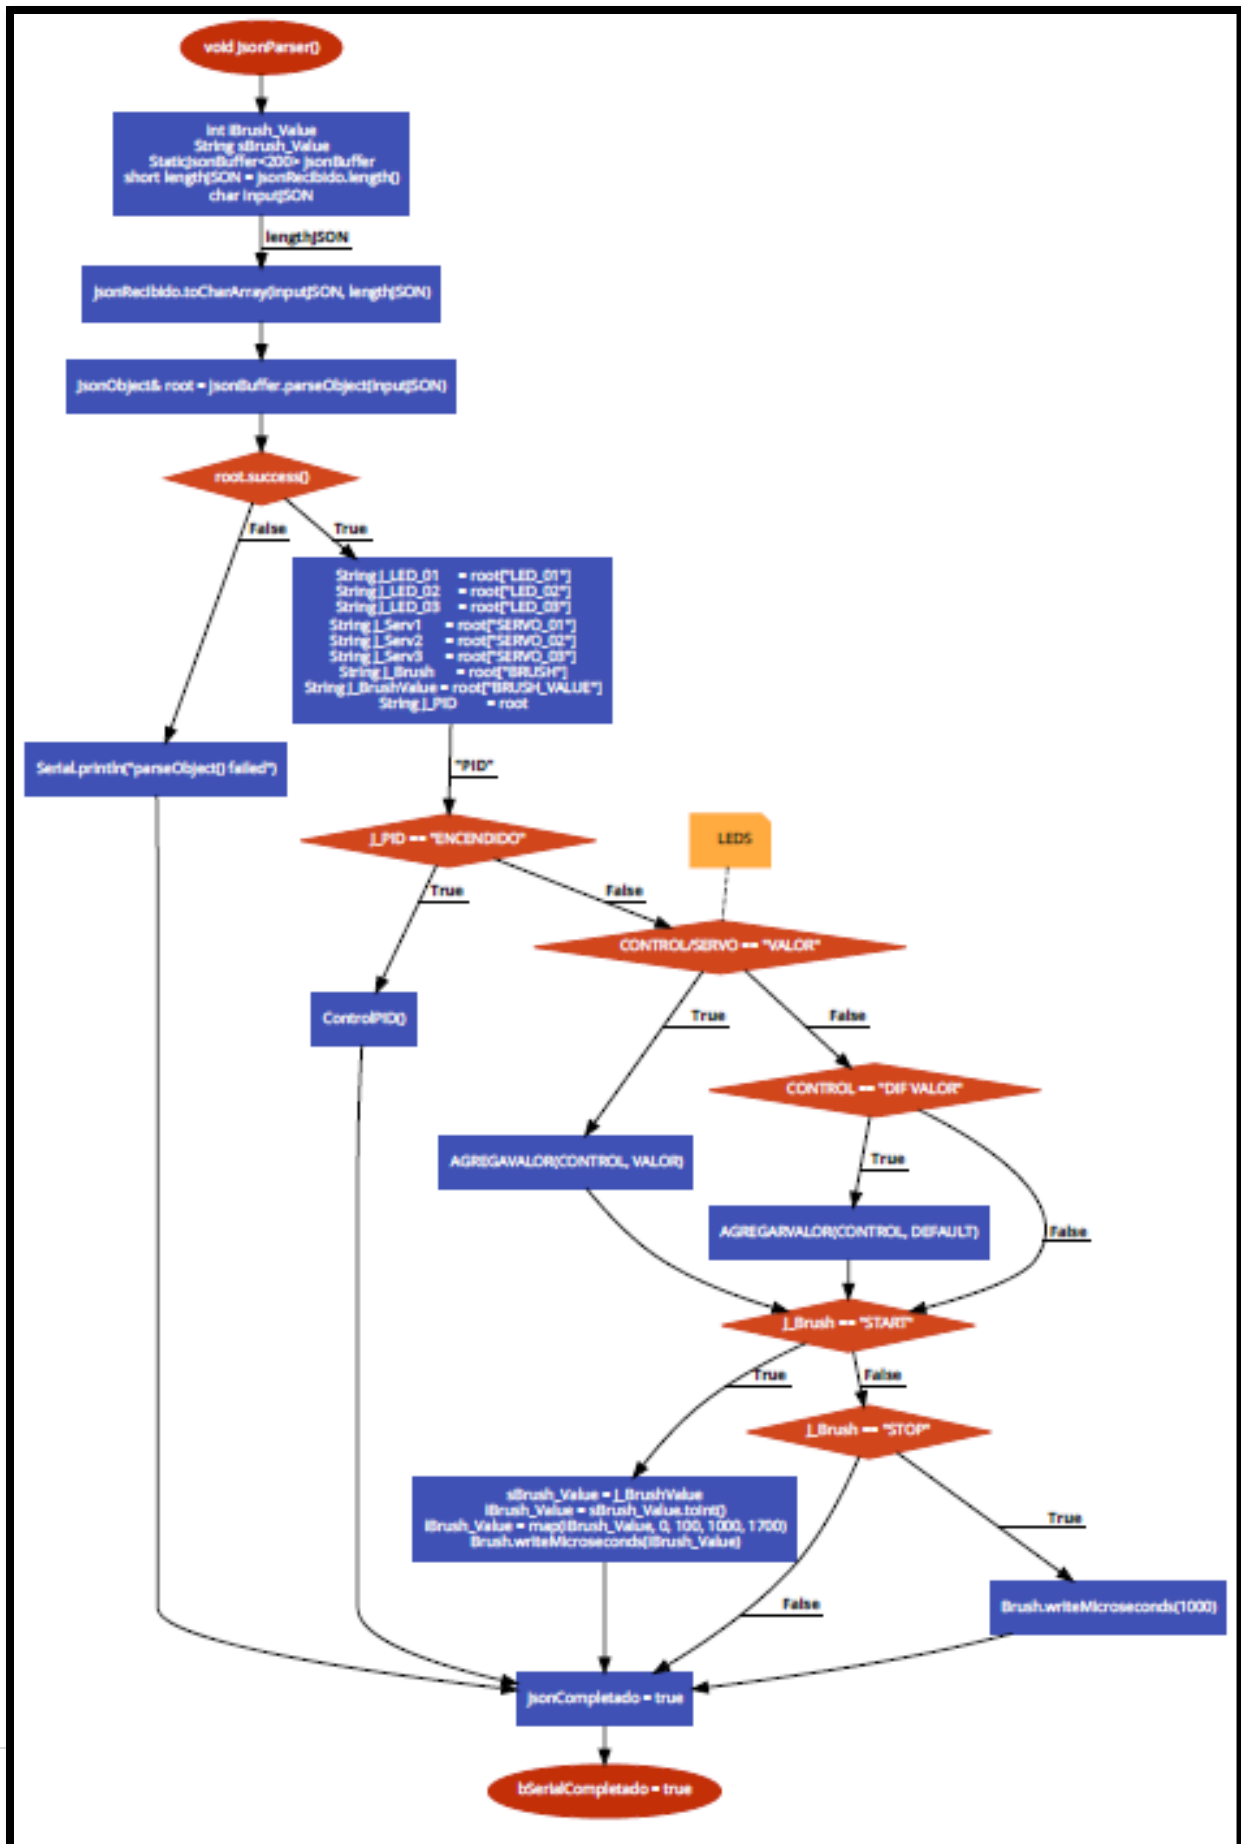 void JsonParser()
int iBrush_Value
String sBrush_Value
StaticJsonBuffer<200> jsonBuffer
short lengthJSON = jsonRecibido.length()
char inputJSON
lengthJSON
jsonRecibido.toCharArray(inputJSON, lengthJSON)
JsonObject& root = jsonBuffer.parseObject(inputJSON)
root.success()
False
True
String J_LED_01 = root["LED_01"]
String J_LED_02 = root["LED_02"]
String J_LED_03 = root["LED_03"]
String J_Serv1 = root["SERVO_01"]
String J_Serv2 = root["SERVO_02"]
String J_Serv3 = root["SERVO_03"]
String J_Brush = root["BRUSH"]
String J_BrushValue = root["BRUSH_VALUE"]
String J_PID = root
Serial.println("parseObject() failed")
"PID"
J_PID == "ENCENDIDO"
LEDS
True
False
CONTROL/SERVO == "VALOR"
ControlPID()
True
False
CONTROL == "DIF VALOR"
AGREGAVALOR(CONTROL, VALOR)
True
AGREGARVALOR(CONTROL, DEFAULT)
False
J_Brush == "START"
True
False
J_Brush == "STOP"
sBrush_Value = J_BrushValue
iBrush_Value = sBrush_Value.toInt()
iBrush_Value = map(iBrush_Value, 0, 100, 1000, 1700)
Brush.writeMicroseconds(iBrush_Value)
True
False
Brush.writeMicroseconds(1000)
JsonCompletado = true
bSerialCompletado = true